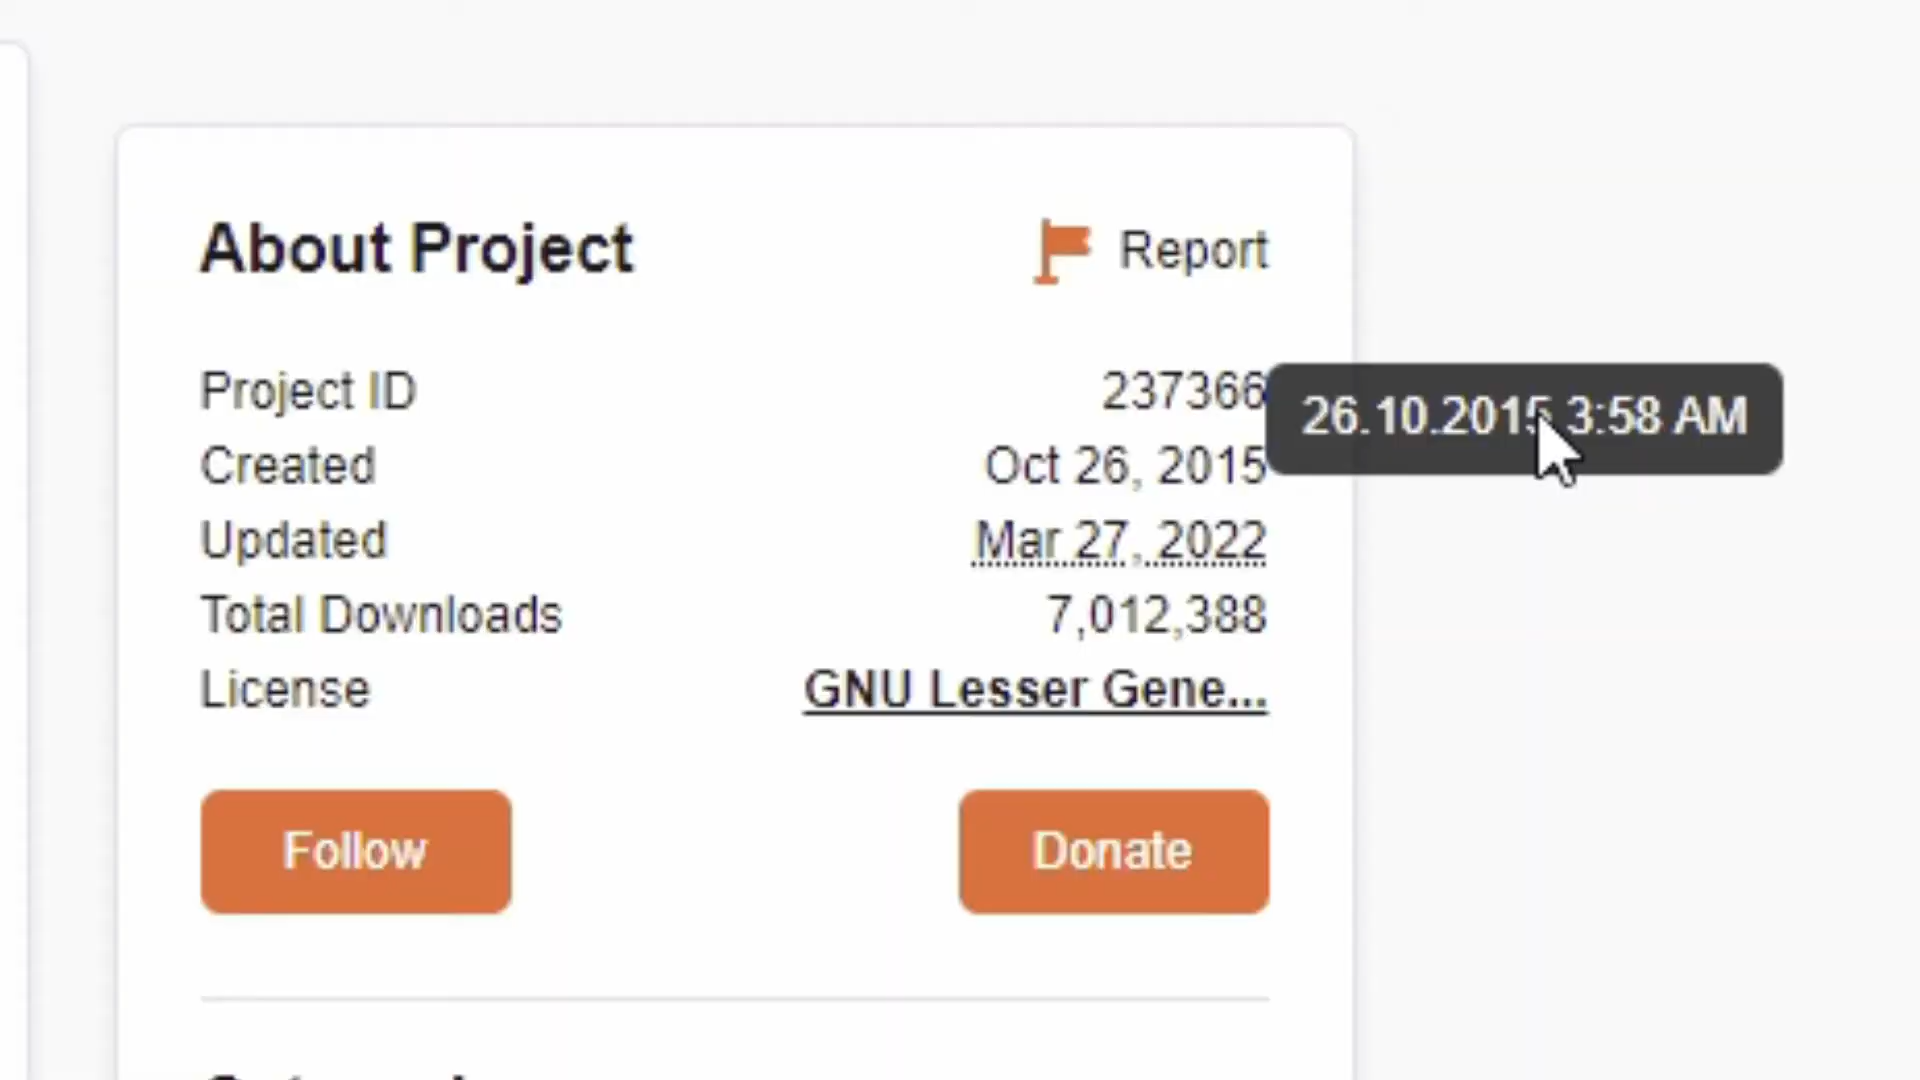 About Project
Report
Project ID 237366
26.10.2015 3:58 AM
Created Oct 26, 2015
Updated Mar 27, 2022
Total Downloads 7,012,388
License GNU Lesser Gene...
Follow Donate